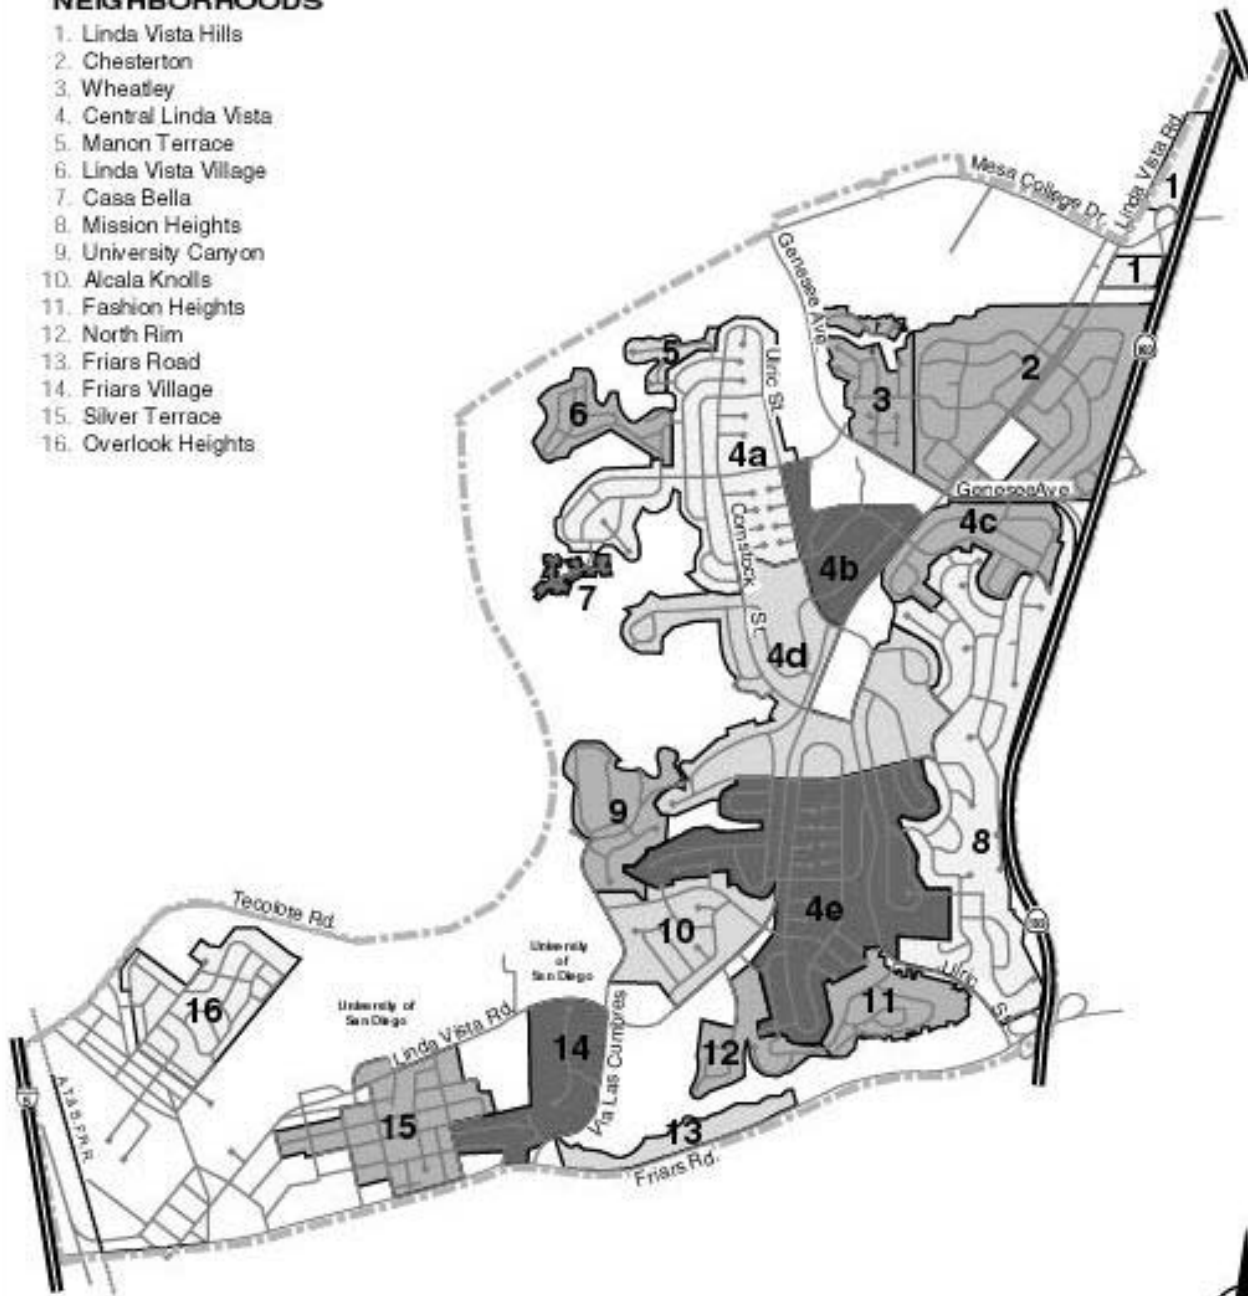 NEIGHBORHOODS
1. Linda Vista Hills
2. Chesterton
3. Wheatley
4. Central Linda Vista
5. Manon Terrace
6. Linda Vista Village
7. Casa Bella
8. Mission Heights
9. University Canyon
10. Alcala Knolls
11. Fashion Heights
12. North Rim
13. Friars Road
14. Friars Village
15. Silver Terrace
16. Overlook Heights
Mesa College Dr.
Linda Vista Rd.
1
1
Genesee Ave.
Ulric St.
5
6
3
2
4a
Genesee Ave.
4c
Comstock St.
4b
7
4d
9
8
Tecolote Rd.
4e
10
University
of
San Diego
University of
San Diego
16
Linda Vista Rd.
14
Via Las Cumbres
12
11
Ulric St.
5
A.T.& S.F. R.R.
15
13
Friars Rd.